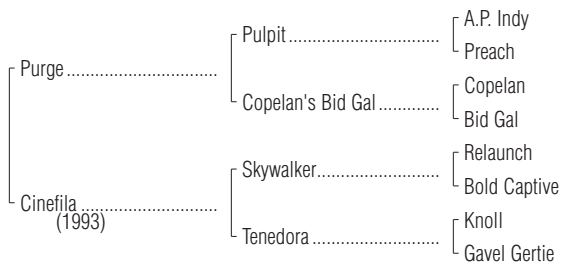 A.P. Indy
Pulpit................................
Preach
Purge................................
Copelan
Copelan's Bid Gal.............
Bid Gal
Relaunch
Skywalker..........................
Bold Captive
Cinefila.............................
(1993)
Knoll
Tenedora...........................
Gavel Gertie